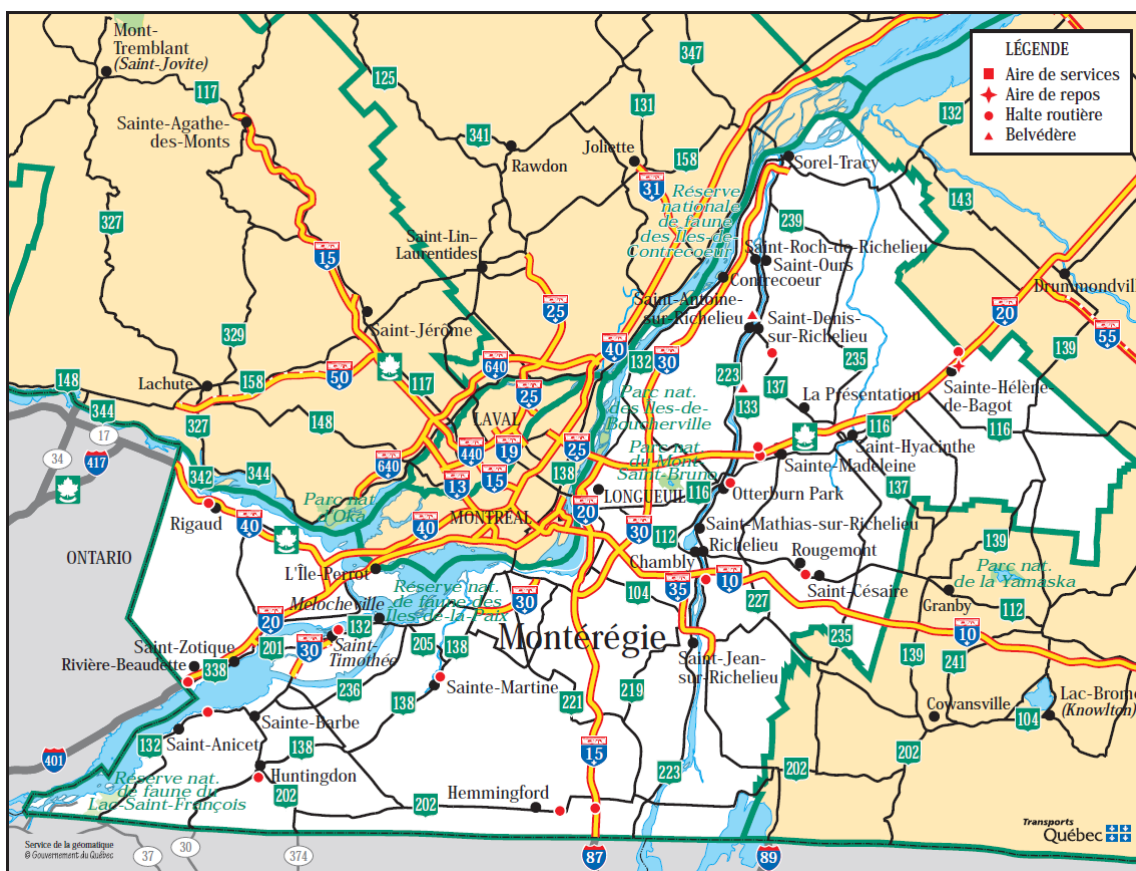 Mont-
Tremblant
(Saint-Jovite)
117
Sainte-Agathe-
des-Monts
125
347
131
341
Rawdon
Joliette
158
31
LÉGENDE
Aire de services
Aire de repos
Halte routière
Belvédère
132
Sorel-Tracy
143
327
15
Saint-Lin–
Laurentides
Réserve
nationale
de faune
des Îles-de-
Contrecoeur
239
Saint-Roch-de-Richelieu
Saint-Ours
Contrecoeur
Drummondville
25
Saint-Jérôme
Saint-Antoine-
sur-Richelieu
Saint-Denis-
sur-Richelieu
20
55
329
40
132
30
235
139
148
Lachute
158
50
640
117
25
Parc nat.
des Îles-de-
Boucherville
223
133
137
La Présentation
Sainte-Hélène-
de-Bagot
344
327
148
LAVAL
116
116
17
34
417
342
344
640
440
19
13
15
25
138
Parc nat.
du Mont
Saint-Bruno
Saint-Hyacinthe
Sainte-Madeleine
137
Rigaud
40
Parc nat.
d'Oka
40
MONTRÉAL
LONGUEUIL
116
Otterburn Park
20
30
112
Saint-Mathias-sur-Richelieu
Richelieu
139
ONTARIO
L'Île-Perrot
Chambly
Rougemont
Saint-Césaire
Parc nat.
de la Yamaska
Melocheville
Réserve nat.
de faune des
Îles-de-la-Paix
30
104
35
10
227
Granby
112
20
132
Saint-
Timothée
30
201
205
138
Montérégie
10
Saint-Zotique
Rivière-Beaudette
338
236
Saint-Jean-
sur-Richelieu
235
139
241
138
Sainte-Martine
221
219
Cowansville
Lac-Brome
(Knowlton)
104
Sainte-Barbe
132
Saint-Anicet
138
15
202
401
Huntingdon
223
202
Réserve nat.
de faune du
Lac-Saint-François
202
202
Hemmingford
Service de la géomatique
© Gouvernement du Québec
37
30
374
87
89
Transports
Québec